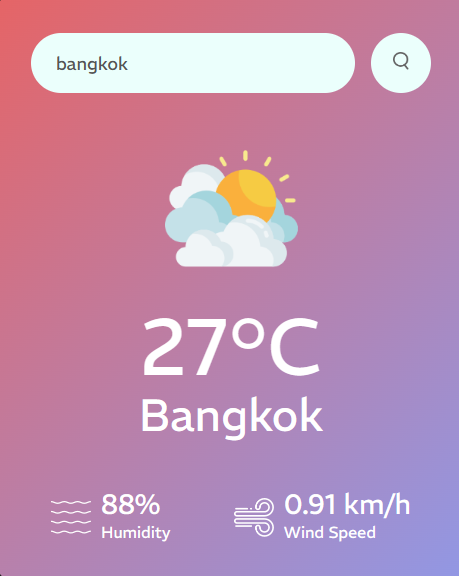 bangkok
27°C
Bangkok
88%
Humidity
0.91 km/h
Wind Speed